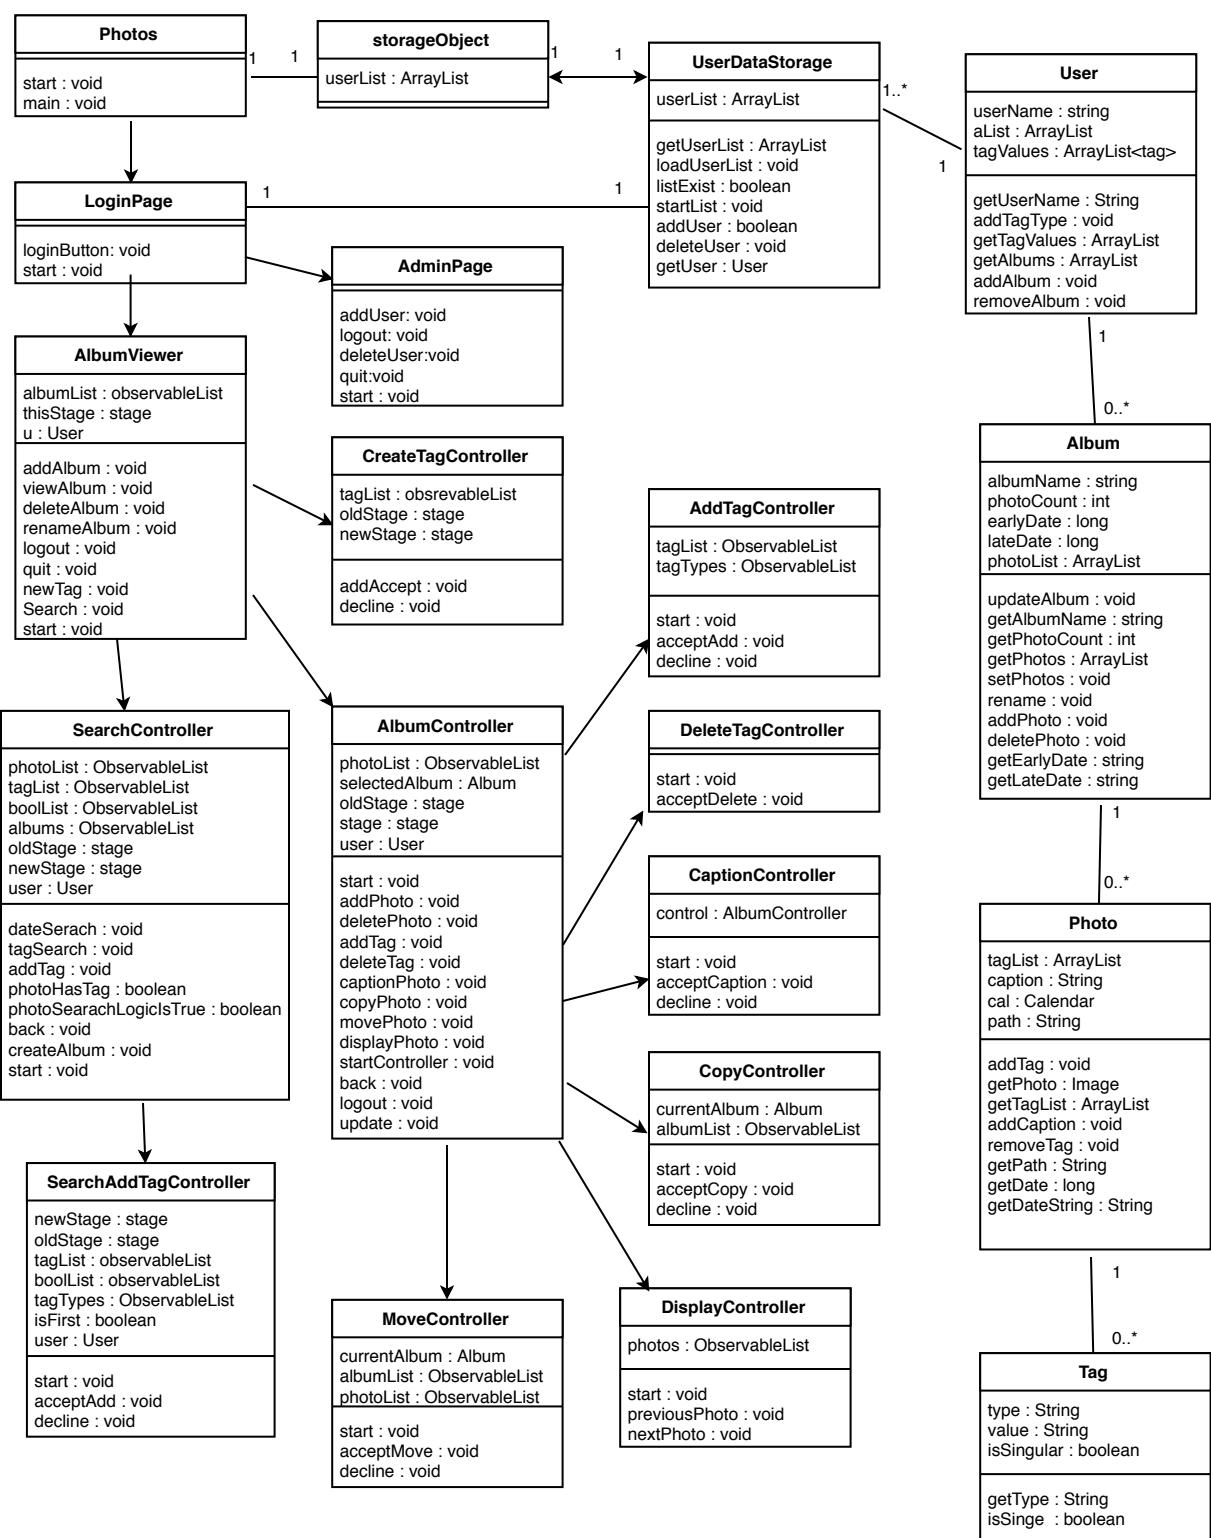 Photos
start : void
main : void
1
1
storageObject
userList : ArrayList
1
1
UserDataStorage
userList : ArrayList
getUserList : ArrayList
loadUserList : void
listExist : boolean
startList : void
addUser : boolean
deleteUser : void
getUser : User
1..*
1
User
userName : string
aList : ArrayList
tagValues : ArrayList<tag>
getUserName : String
addTagType : void
getTagValues : ArrayList
getAlbums : ArrayList
addAlbum : void
removeAlbum : void
LoginPage
loginButton: void
start : void
1
1
AdminPage
addUser: void
logout: void
deleteUser:void
quit:void
start : void
AlbumViewer
albumList : observableList
thisStage : stage
u : User
addAlbum : void
viewAlbum : void
deleteAlbum : void
renameAlbum : void
logout : void
quit : void
newTag : void
Search : void
start : void
CreateTagController
tagList : obsrevableList
oldStage : stage
newStage : stage
addAccept : void
decline : void
AddTagController
tagList : ObservableList
tagTypes : ObservableList
start : void
acceptAdd : void
decline : void
1
0..*
Album
albumName : string
photoCount : int
earlyDate : long
lateDate : long
photoList : ArrayList
updateAlbum : void
getAlbumName : string
getPhotoCount : int
getPhotos : ArrayList
setPhotos : void
rename : void
addPhoto : void
deletePhoto : void
getEarlyDate : string
getLateDate : string
SearchController
photoList : ObservableList
tagList : ObservableList
boolList : ObservableList
albums : ObservableList
oldStage : stage
newStage : stage
user : User
dateSerach : void
tagSearch : void
addTag : void
photoHasTag : boolean
photoSearachLogicIsTrue : boolean
back : void
createAlbum : void
start : void
AlbumController
photoList : ObservableList
selectedAlbum : Album
oldStage : stage
stage : stage
user : User
start : void
addPhoto : void
deletePhoto : void
addTag : void
deleteTag : void
captionPhoto : void
copyPhoto : void
movePhoto : void
displayPhoto : void
startController : void
back : void
logout : void
update : void
DeleteTagController
start : void
acceptDelete : void
CaptionController
control : AlbumController
start : void
acceptCaption : void
decline : void
1
0..*
Photo
tagList : ArrayList
caption : String
cal : Calendar
path : String
addTag : void
getPhoto : Image
getTagList : ArrayList
addCaption : void
removeTag : void
getPath : String
getDate : long
getDateString : String
CopyController
currentAlbum : Album
albumList : ObservableList
start : void
acceptCopy : void
decline : void
SearchAddTagController
newStage : stage
oldStage : stage
tagList : observableList
boolList : observableList
tagTypes : ObservableList
isFirst : boolean
user : User
start : void
acceptAdd : void
decline : void
MoveController
currentAlbum : Album
albumList : ObservableList
photoList : ObservableList
start : void
acceptMove : void
decline : void
DisplayController
photos : ObservableList
start : void
previousPhoto : void
nextPhoto : void
1
0..*
Tag
type : String
value : String
isSingular : boolean
getType : String
isSinge : boolean